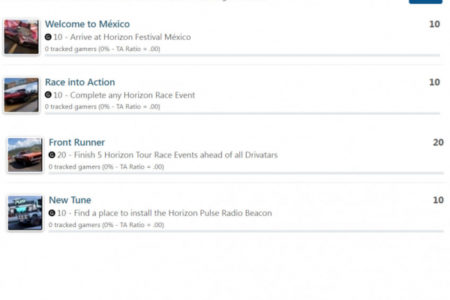 Welcome to México 10
G 10 - Arrive at Horizon Festival México
0 tracked gamers (0% - TA Ratio = .00)
Race into Action 10
G 10 - Complete any Horizon Race Event
0 tracked gamers (0% - TA Ratio = .00)
Front Runner 20
G 20 - Finish 5 Horizon Tour Race Events ahead of all Drivatars
0 tracked gamers (0% - TA Ratio = .00)
New Tune 10
G 10 - Find a place to install the Horizon Pulse Radio Beacon
0 tracked gamers (0% - TA Ratio = .00)